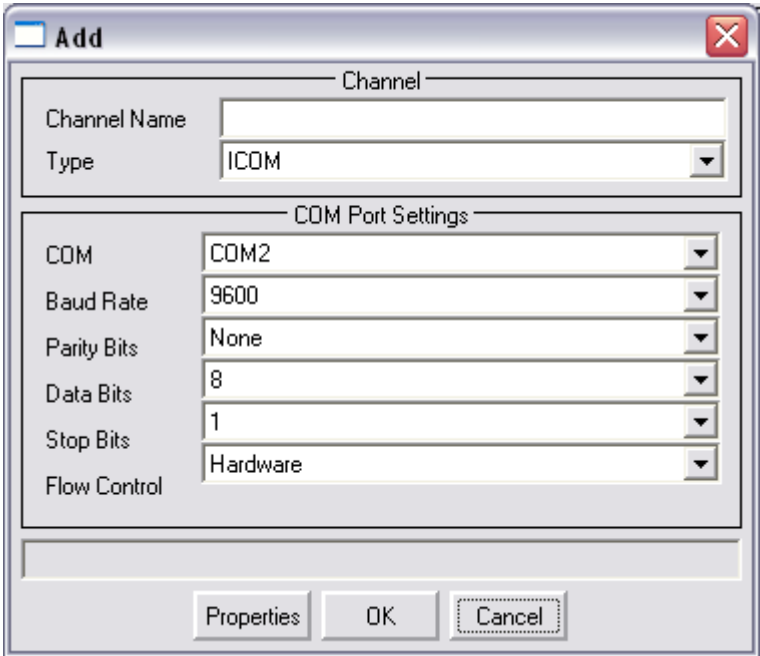 Add
Channel
Channel Name
Type ICOM
COM Port Settings
COM COM2
Baud Rate 9600
Parity Bits None
Data Bits 8
Stop Bits 1
Flow Control Hardware
Properties OK Cancel